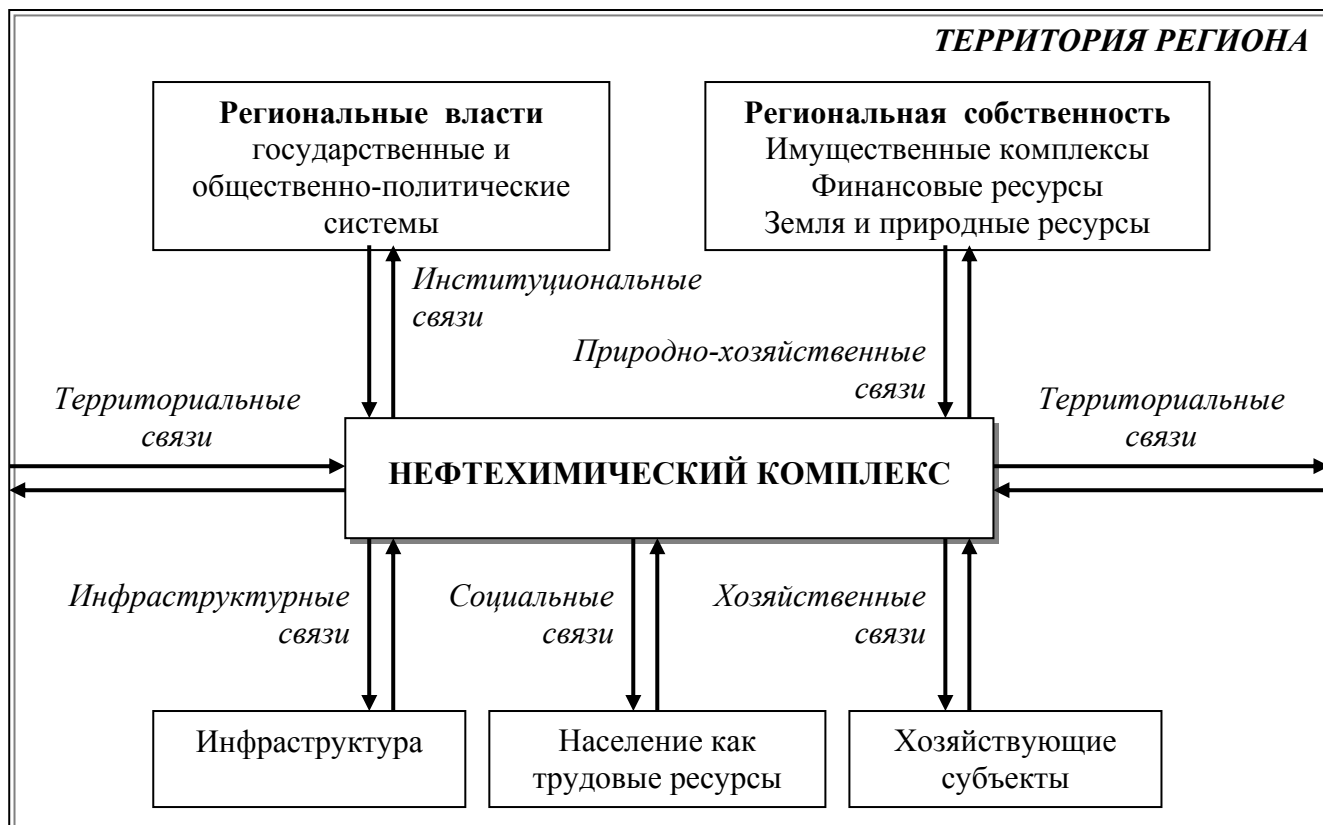 ТЕРРИТОРИЯ РЕГИОНА
Региональные власти
государственные и
общественно-политические
системы
Региональная собственность
Имущественные комплексы
Финансовые ресурсы
Земля и природные ресурсы
Институциональные
связи
Природно-хозяйственные
связи
Территориальные
связи
Территориальные
связи
НЕФТЕХИМИЧЕСКИЙ КОМПЛЕКС
Инфраструктурные
связи
Социальные
связи
Хозяйственные
связи
Инфраструктура
Население как
трудовые ресурсы
Хозяйствующие
субъекты